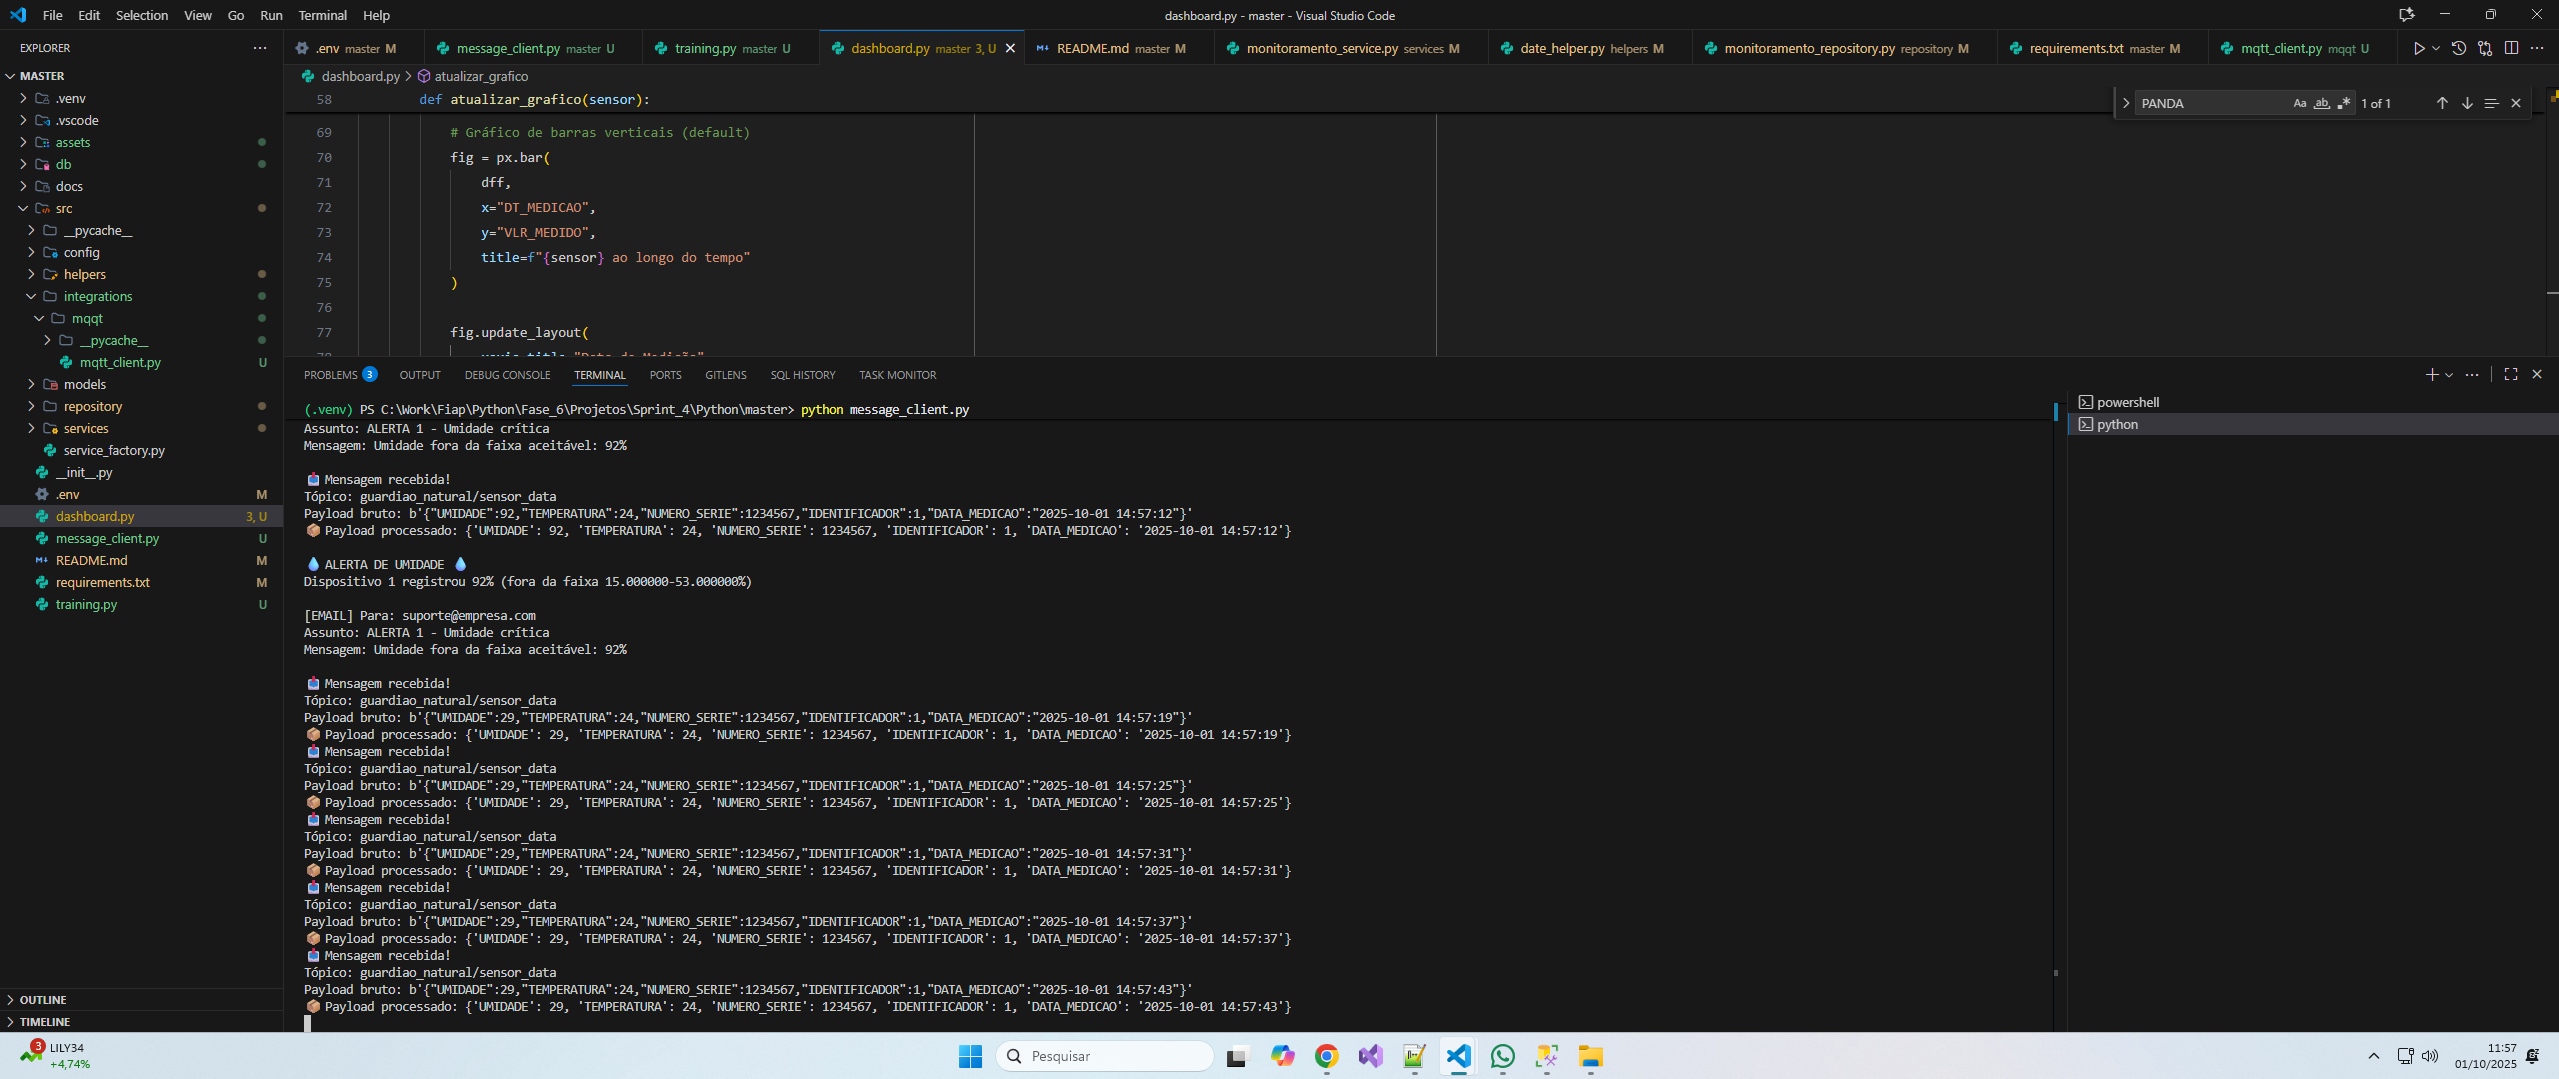 File Edit Selection View Go Run Terminal Help
dashboard.py - master - Visual Studio Code
EXPLORER
MASTER
.venv
.vscode
assets
db
docs
src
__pycache__
config
helpers
integrations
mqqt
__pycache__
mqtt_client.py U
models
repository
services
service_factory.py
__init__.py
.env M
dashboard.py 3, U
message_client.py U
README.md M
requirements.txt M
training.py U
OUTLINE
TIMELINE
.env master M
message_client.py master U
training.py master U
dashboard.py master 3, U
README.md master M
monitoramento_service.py services M
date_helper.py helpers M
monitoramento_repository.py repository M
requirements.txt master M
mqtt_client.py mqqt U
dashboard.py > atualizar_grafico
PANDA Aa ab 1 of 1
58 def atualizar_grafico(sensor):
69 # Gráfico de barras verticais (default)
70 fig = px.bar(
71 dff,
72 x="DT_MEDICAO",
73 y="VLR_MEDIDO",
74 title=f"{sensor} ao longo do tempo"
75 )
76
77 fig.update_layout(
PROBLEMS 3 OUTPUT DEBUG CONSOLE TERMINAL PORTS GITLENS SQL HISTORY TASK MONITOR
powershell
python
(.venv) PS C:\Work\Fiap\Python\Fase_6\Projetos\Sprint_4\Python\master> python message_client.py
Assunto: ALERTA 1 - Umidade crítica
Mensagem: Umidade fora da faixa aceitável: 92%
Mensagem recebida!
Tópico: guardiao_natural/sensor_data
Payload bruto: b'{"UMIDADE":92,"TEMPERATURA":24,"NUMERO_SERIE":1234567,"IDENTIFICADOR":1,"DATA_MEDICAO":"2025-10-01 14:57:12"}'
Payload processado: {'UMIDADE': 92, 'TEMPERATURA': 24, 'NUMERO_SERIE': 1234567, 'IDENTIFICADOR': 1, 'DATA_MEDICAO': '2025-10-01 14:57:12'}
ALERTA DE UMIDADE
Dispositivo 1 registrou 92% (fora da faixa 15.000000-53.000000%)
[EMAIL] Para: suporte@empresa.com
Assunto: ALERTA 1 - Umidade crítica
Mensagem: Umidade fora da faixa aceitável: 92%
Mensagem recebida!
Tópico: guardiao_natural/sensor_data
Payload bruto: b'{"UMIDADE":29,"TEMPERATURA":24,"NUMERO_SERIE":1234567,"IDENTIFICADOR":1,"DATA_MEDICAO":"2025-10-01 14:57:19"}'
Payload processado: {'UMIDADE': 29, 'TEMPERATURA': 24, 'NUMERO_SERIE': 1234567, 'IDENTIFICADOR': 1, 'DATA_MEDICAO': '2025-10-01 14:57:19'}
Mensagem recebida!
Tópico: guardiao_natural/sensor_data
Payload bruto: b'{"UMIDADE":29,"TEMPERATURA":24,"NUMERO_SERIE":1234567,"IDENTIFICADOR":1,"DATA_MEDICAO":"2025-10-01 14:57:25"}'
Payload processado: {'UMIDADE': 29, 'TEMPERATURA': 24, 'NUMERO_SERIE': 1234567, 'IDENTIFICADOR': 1, 'DATA_MEDICAO': '2025-10-01 14:57:25'}
Mensagem recebida!
Tópico: guardiao_natural/sensor_data
Payload bruto: b'{"UMIDADE":29,"TEMPERATURA":24,"NUMERO_SERIE":1234567,"IDENTIFICADOR":1,"DATA_MEDICAO":"2025-10-01 14:57:31"}'
Payload processado: {'UMIDADE': 29, 'TEMPERATURA': 24, 'NUMERO_SERIE': 1234567, 'IDENTIFICADOR': 1, 'DATA_MEDICAO': '2025-10-01 14:57:31'}
Mensagem recebida!
Tópico: guardiao_natural/sensor_data
Payload bruto: b'{"UMIDADE":29,"TEMPERATURA":24,"NUMERO_SERIE":1234567,"IDENTIFICADOR":1,"DATA_MEDICAO":"2025-10-01 14:57:37"}'
Payload processado: {'UMIDADE': 29, 'TEMPERATURA': 24, 'NUMERO_SERIE': 1234567, 'IDENTIFICADOR': 1, 'DATA_MEDICAO': '2025-10-01 14:57:37'}
Mensagem recebida!
Tópico: guardiao_natural/sensor_data
Payload bruto: b'{"UMIDADE":29,"TEMPERATURA":24,"NUMERO_SERIE":1234567,"IDENTIFICADOR":1,"DATA_MEDICAO":"2025-10-01 14:57:43"}'
Payload processado: {'UMIDADE': 29, 'TEMPERATURA': 24, 'NUMERO_SERIE': 1234567, 'IDENTIFICADOR': 1, 'DATA_MEDICAO': '2025-10-01 14:57:43'}
3 LILY34
+4,74%
Pesquisar
11:57
01/10/2025